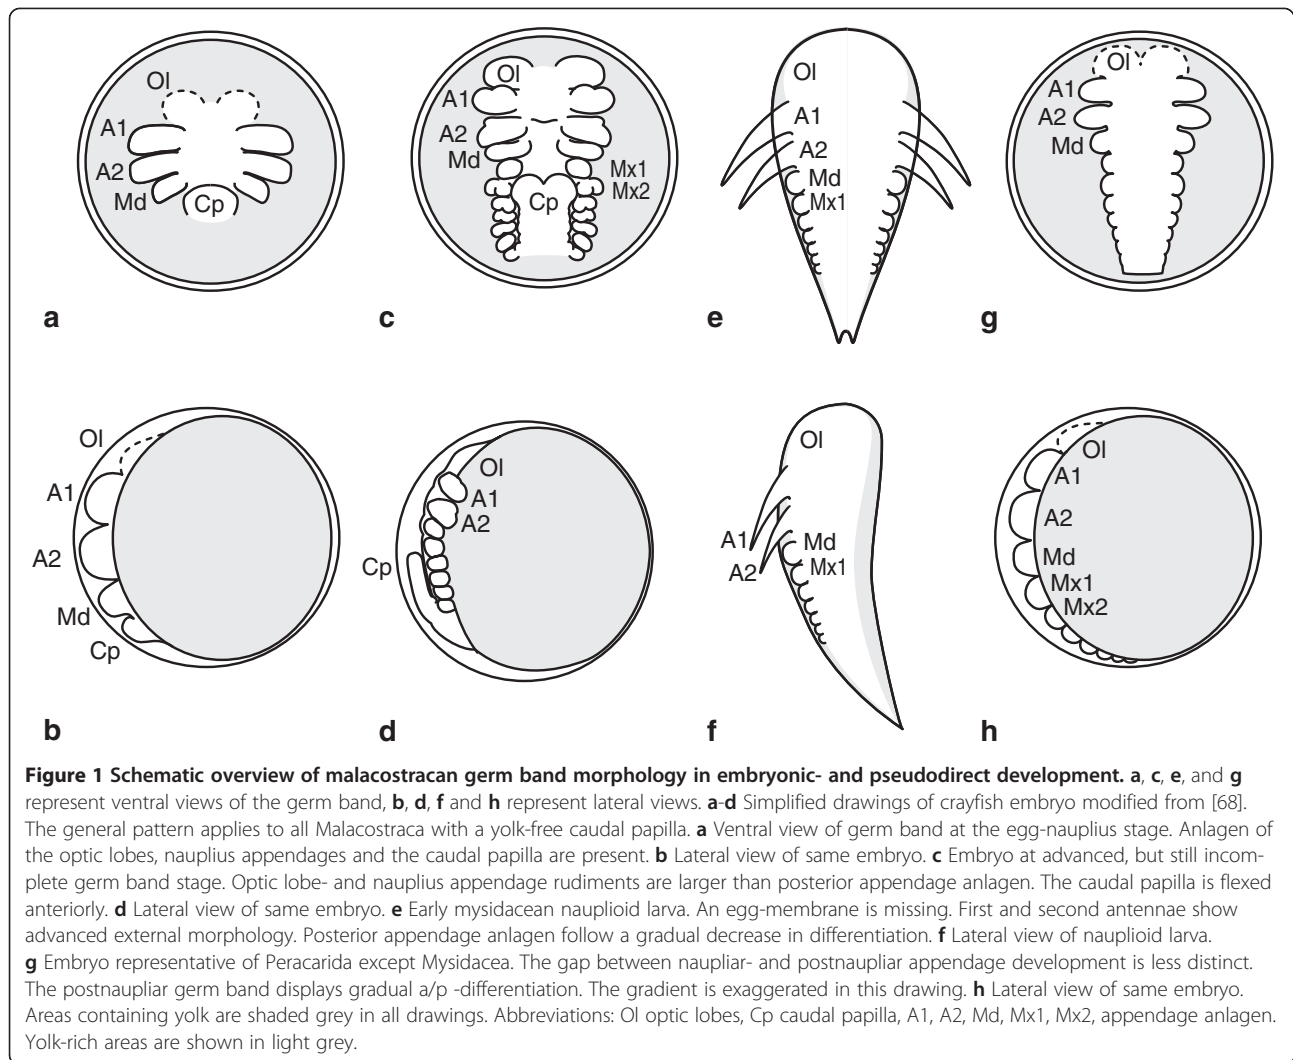 Ol
A1
A2
Md
Cp
a
Ol
A1
A2
Md
Mx1
Mx2
Cp
c
Ol
A1
A2
Md
Mx1
e
Ol
A1
A2
Md
g
Ol
A1
A2
Md
Cp
b
Ol
A1
A2
Cp
d
Ol
A1
A2
Md
Mx1
f
Ol
A1
A2
Md
Mx1
Mx2
h
Figure 1 Schematic overview of malacostracan germ band morphology in embryonic- and pseudodirect development. a, c, e, and g
represent ventral views of the germ band, b, d, f and h represent lateral views. a-d Simplified drawings of crayfish embryo modified from [68].
The general pattern applies to all Malacostraca with a yolk-free caudal papilla. a Ventral view of germ band at the egg-nauplius stage. Anlagen of
the optic lobes, nauplius appendages and the caudal papilla are present. b Lateral view of same embryo. c Embryo at advanced, but still incom-
plete germ band stage. Optic lobe- and nauplius appendage rudiments are larger than posterior appendage anlagen. The caudal papilla is flexed
anteriorly. d Lateral view of same embryo. e Early mysidacean nauplioid larva. An egg-membrane is missing. First and second antennae show
advanced external morphology. Posterior appendage anlagen follow a gradual decrease in differentiation. f Lateral view of nauplioid larva.
g Embryo representative of Peracarida except Mysidacea. The gap between naupliar- and postnaupliar appendage development is less distinct.
The postnaupliar germ band displays gradual a/p -differentiation. The gradient is exaggerated in this drawing. h Lateral view of same embryo.
Areas containing yolk are shaded grey in all drawings. Abbreviations: Ol optic lobes, Cp caudal papilla, A1, A2, Md, Mx1, Mx2, appendage anlagen.
Yolk-rich areas are shown in light grey.